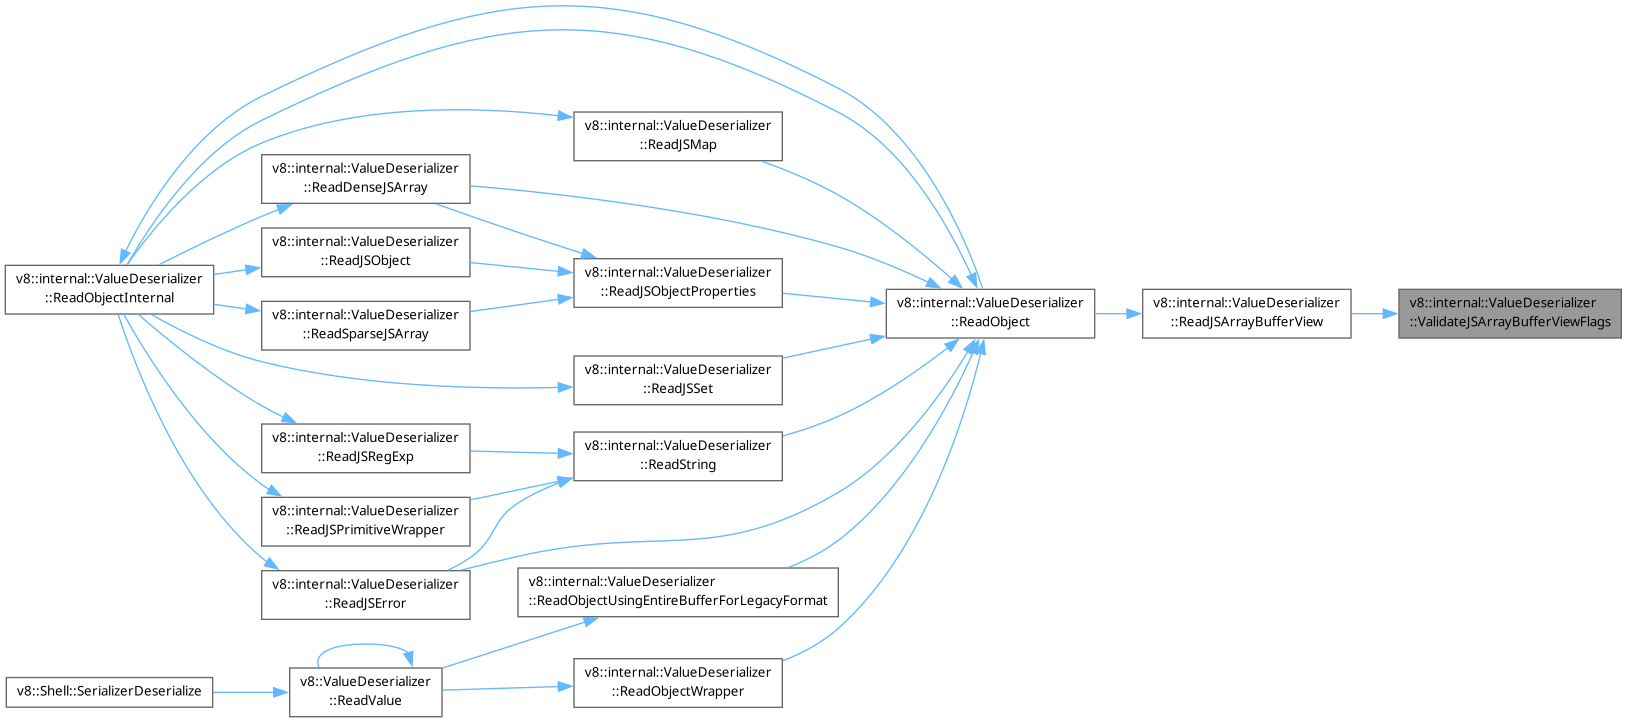 v8::internal::ValueDeserializer
::ReadJSMap
v8::internal::ValueDeserializer
::ReadDenseJSArray
v8::internal::ValueDeserializer
::ReadJSObject
v8::internal::ValueDeserializer
::ReadObjectInternal
v8::internal::ValueDeserializer
::ReadJSObjectProperties
v8::internal::ValueDeserializer
::ReadObject
v8::internal::ValueDeserializer
::ReadJSArrayBufferView
v8::internal::ValueDeserializer
::ValidateJSArrayBufferViewFlags
v8::internal::ValueDeserializer
::ReadSparseJSArray
v8::internal::ValueDeserializer
::ReadJSSet
v8::internal::ValueDeserializer
::ReadJSRegExp
v8::internal::ValueDeserializer
::ReadString
v8::internal::ValueDeserializer
::ReadJSPrimitiveWrapper
v8::internal::ValueDeserializer
::ReadJSError
v8::internal::ValueDeserializer
::ReadObjectUsingEntireBufferForLegacyFormat
v8::Shell::SerializerDeserialize
v8::ValueDeserializer
::ReadValue
v8::internal::ValueDeserializer
::ReadObjectWrapper